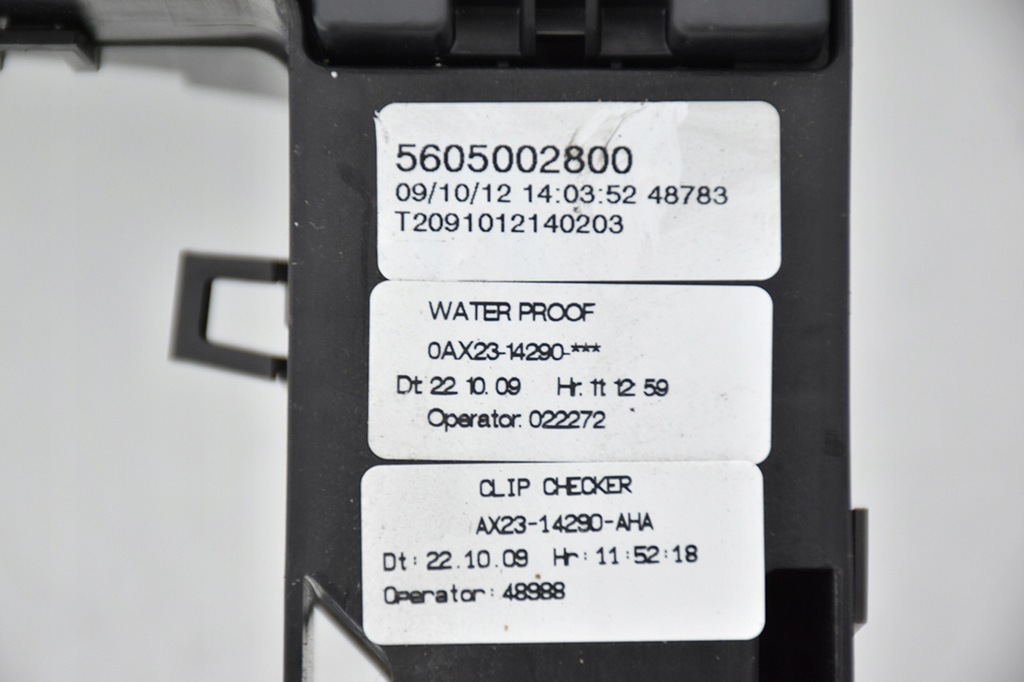 5605002800
09/10/12 14:03:52 48783
T2091012140203
WATER PROOF
0AX23-14290-***
Dt: 22.10.09 Hr: 11:12:59
Operator: 022272
CLIP CHECKER
AX23-14290-AHA
Dt: 22.10.09 Hr: 11:52:18
Operator: 48988